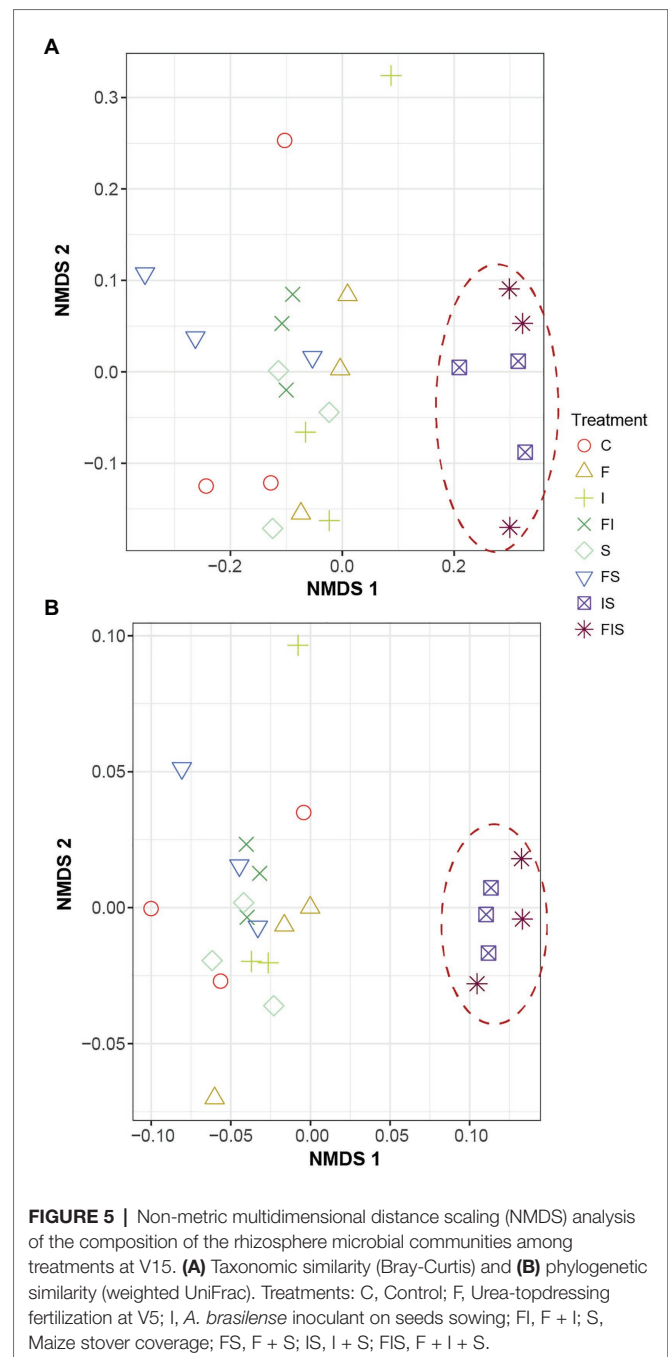 A
0.3
0.2
0.1
0.0
−0.1
NMDS 2
−0.2
0.0
0.2
NMDS 1
Treatment
C
F
I
FI
S
FS
IS
FIS
B
0.10
0.05
0.00
−0.05
NMDS 2
−0.10
−0.05
0.00
0.05
0.10
NMDS 1
FIGURE 5 | Non-metric multidimensional distance scaling (NMDS) analysis
of the composition of the rhizosphere microbial communities among
treatments at V15. (A) Taxonomic similarity (Bray-Curtis) and (B) phylogenetic
similarity (weighted UniFrac). Treatments: C, Control; F, Urea-topdressing
fertilization at V5; I, A. brasilense inoculant on seeds sowing; FI, F + I; S,
Maize stover coverage; FS, F + S; IS, I + S; FIS, F + I + S.